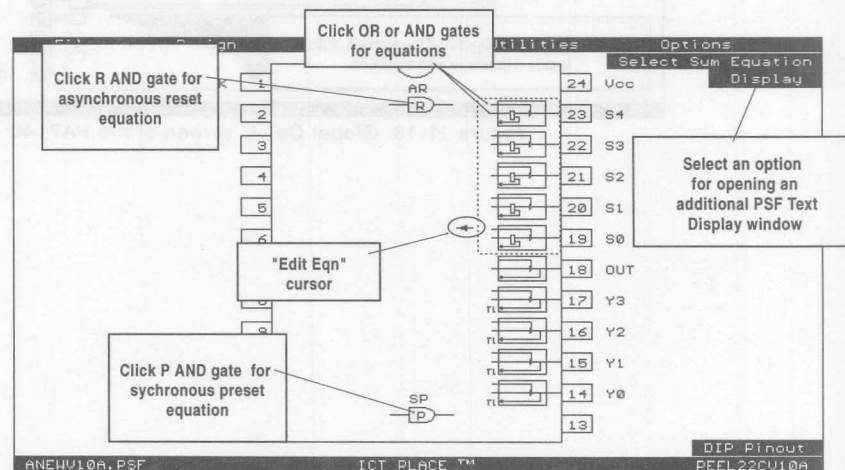 Click OR or AND gates
for equations
Design
Utilities
Options
Select Sum Equation
Display
Click R AND gate for
asynchronous reset
equation
K
1
AR
R
24 Vcc
2
23 S4
3
22 S3
4
21 S2
5
20 S1
6
19 S0
Select an option
for opening an
additional PSF Text
Display window
"Edit Eqn"
cursor
18 OUT
8
17 Y3
9
16 Y2
15 Y1
14 Y0
13
Click P AND gate for
sychronous preset
equation
SP
P
DIP Pinout
ANEWV10A.PSF
ICT PLACE ™
PEEL22CV10A